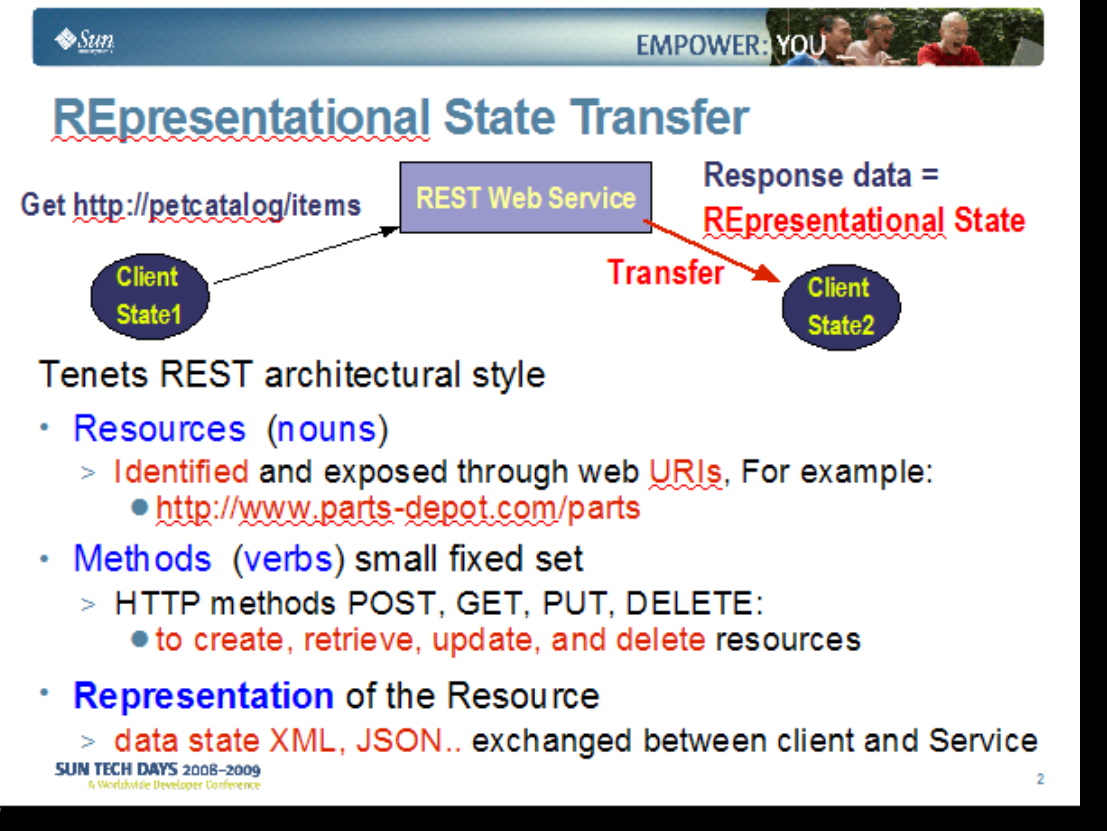 Sun
EMPOWER: YOU
REpresentational State Transfer
Get http://petcatalog/items
REST Web Service
Response data =
REpresentational State
Transfer
Client
State1
Client
State2
Tenets REST architectural style
• Resources (nouns)
> Identified and exposed through web URIs, For example:
● http://www.parts-depot.com/parts
• Methods (verbs) small fixed set
> HTTP methods POST, GET, PUT, DELETE:
● to create, retrieve, update, and delete resources
• Representation of the Resource
> data state XML, JSON.. exchanged between client and Service
SUN TECH DAYS 2008–2009
A Worldwide Developer Conference
2